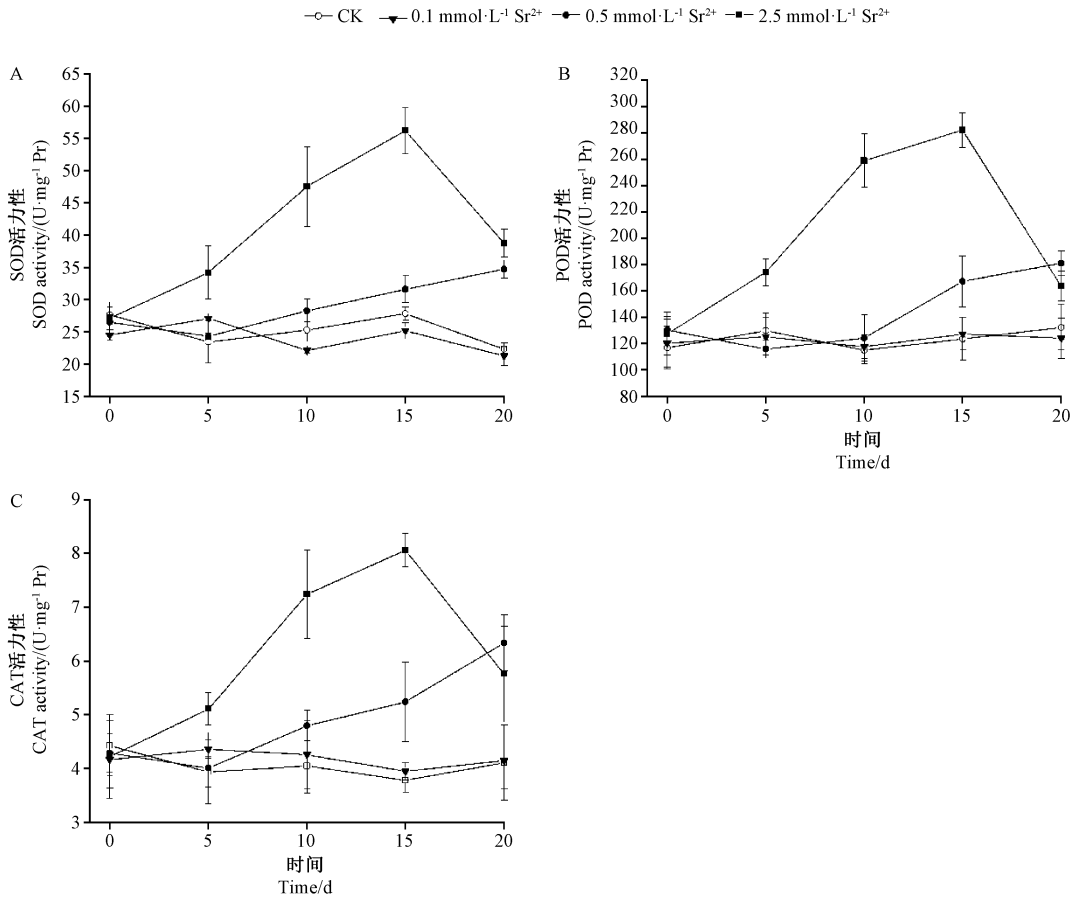 CK 0.1 mmol·L⁻¹ Sr²⁺ 0.5 mmol·L⁻¹ Sr²⁺ 2.5 mmol·L⁻¹ Sr²⁺
A
SOD活力性
SOD activity/(U·mg⁻¹ Pr)
65
60
55
50
45
40
35
30
25
20
15
0 5 10 15 20
B
POD活力性
POD activity/(U·mg⁻¹ Pr)
320
300
280
260
240
220
200
180
160
140
120
100
80
0 5 10 15 20
时间
Time/d
C
CAT活力性
CAT activity/(U·mg⁻¹ Pr)
9
8
7
6
5
4
3
0 5 10 15 20
时间
Time/d